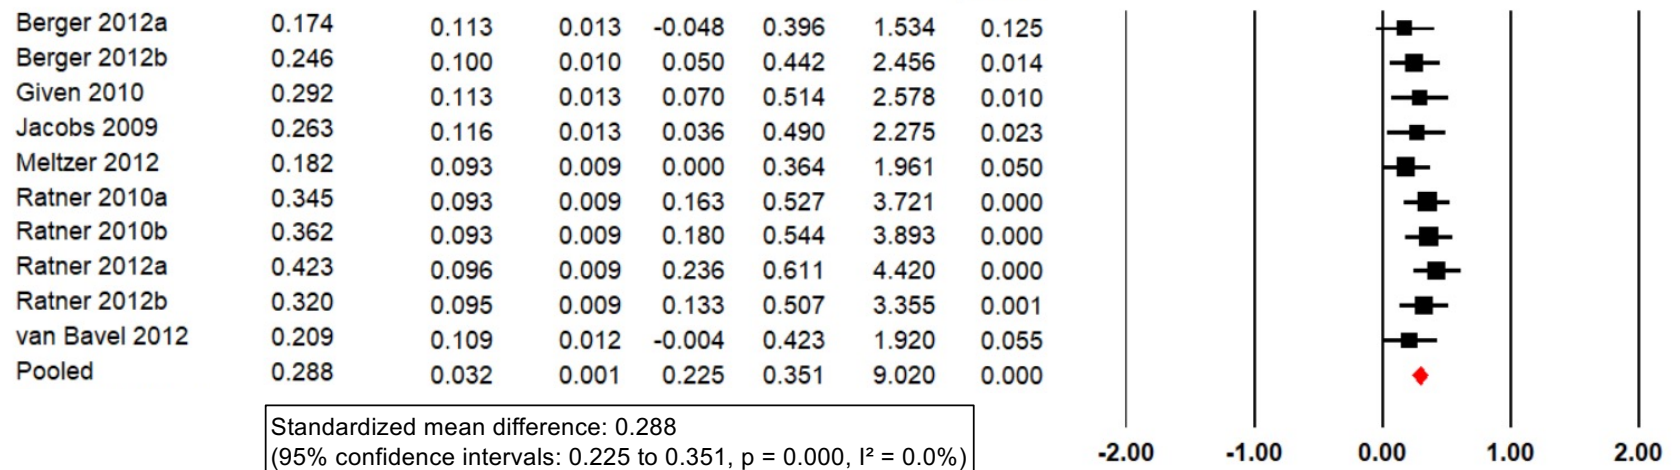 Berger 2012a 0.174 0.113 0.013 -0.048 0.396 1.534 0.125
Berger 2012b 0.246 0.100 0.010 0.050 0.442 2.456 0.014
Given 2010 0.292 0.113 0.013 0.070 0.514 2.578 0.010
Jacobs 2009 0.263 0.116 0.013 0.036 0.490 2.275 0.023
Meltzer 2012 0.182 0.093 0.009 0.000 0.364 1.961 0.050
Ratner 2010a 0.345 0.093 0.009 0.163 0.527 3.721 0.000
Ratner 2010b 0.362 0.093 0.009 0.180 0.544 3.893 0.000
Ratner 2012a 0.423 0.096 0.009 0.236 0.611 4.420 0.000
Ratner 2012b 0.320 0.095 0.009 0.133 0.507 3.355 0.001
van Bavel 2012 0.209 0.109 0.012 -0.004 0.423 1.920 0.055
Pooled 0.288 0.032 0.001 0.225 0.351 9.020 0.000
Standardized mean difference: 0.288
(95% confidence intervals: 0.225 to 0.351, p = 0.000, I² = 0.0%)
-2.00 -1.00 0.00 1.00 2.00